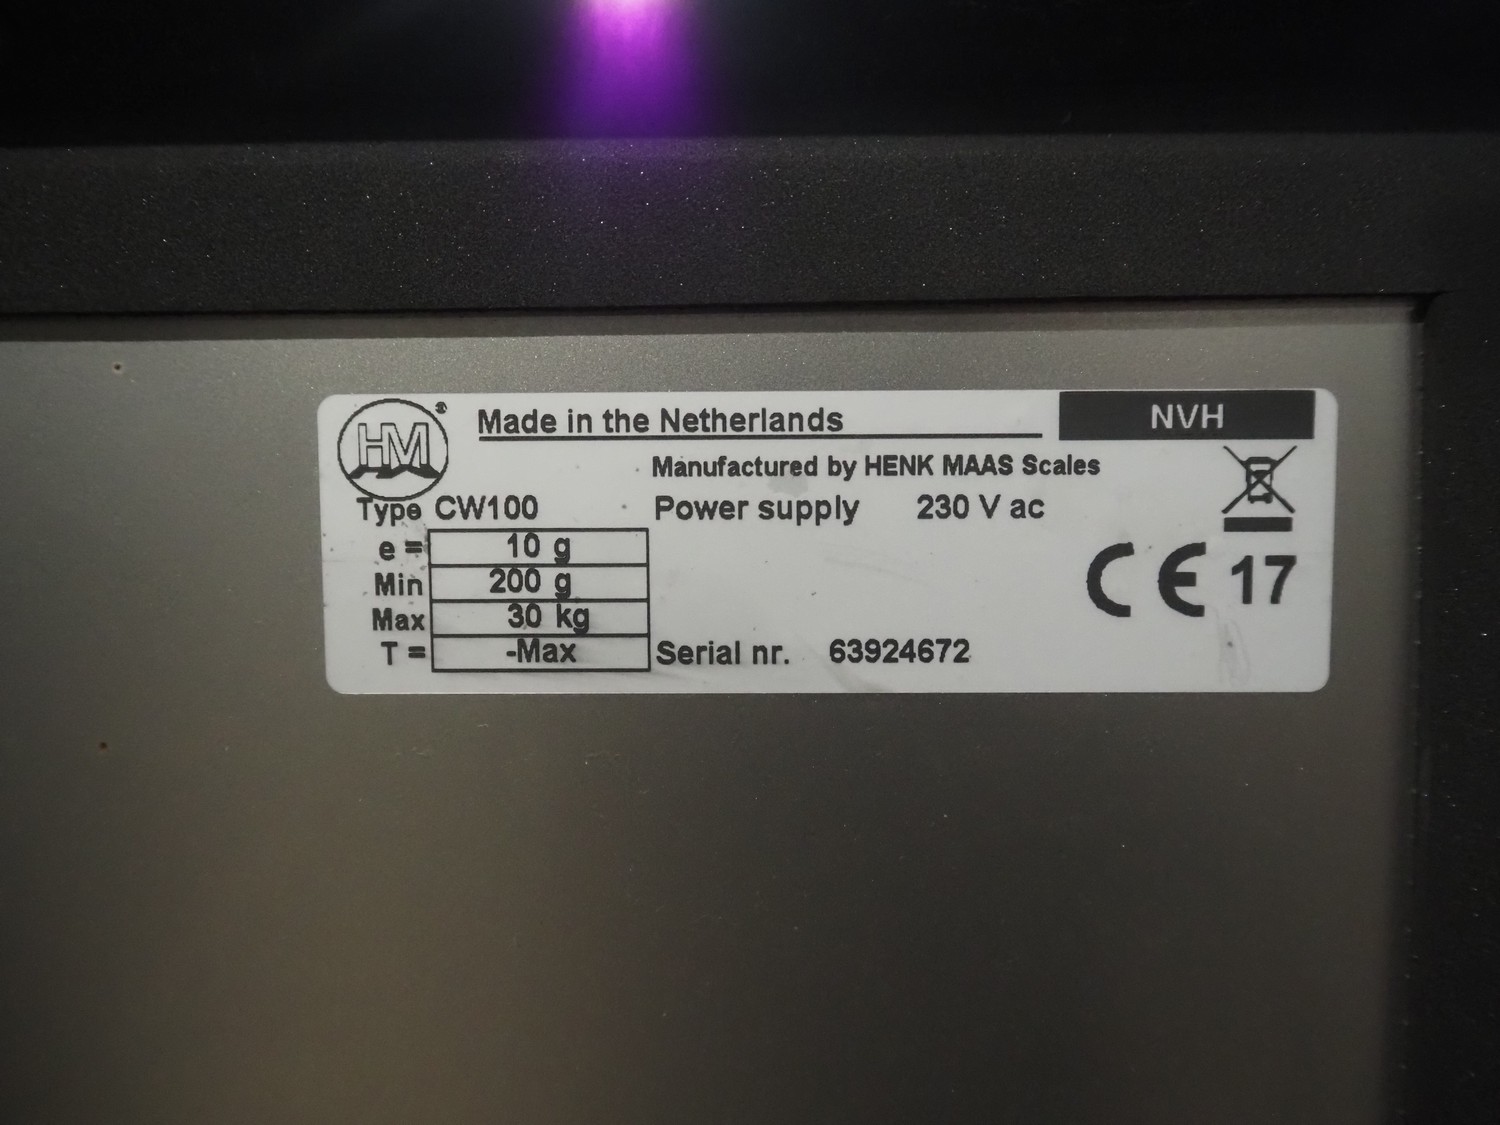 HM®
Made in the Netherlands
NVH
Manufactured by HENK MAAS Scales
Type CW100
Power supply 230 V ac
e = 10 g
Min 200 g
Max 30 kg
CE 17
T = -Max
Serial nr. 63924672